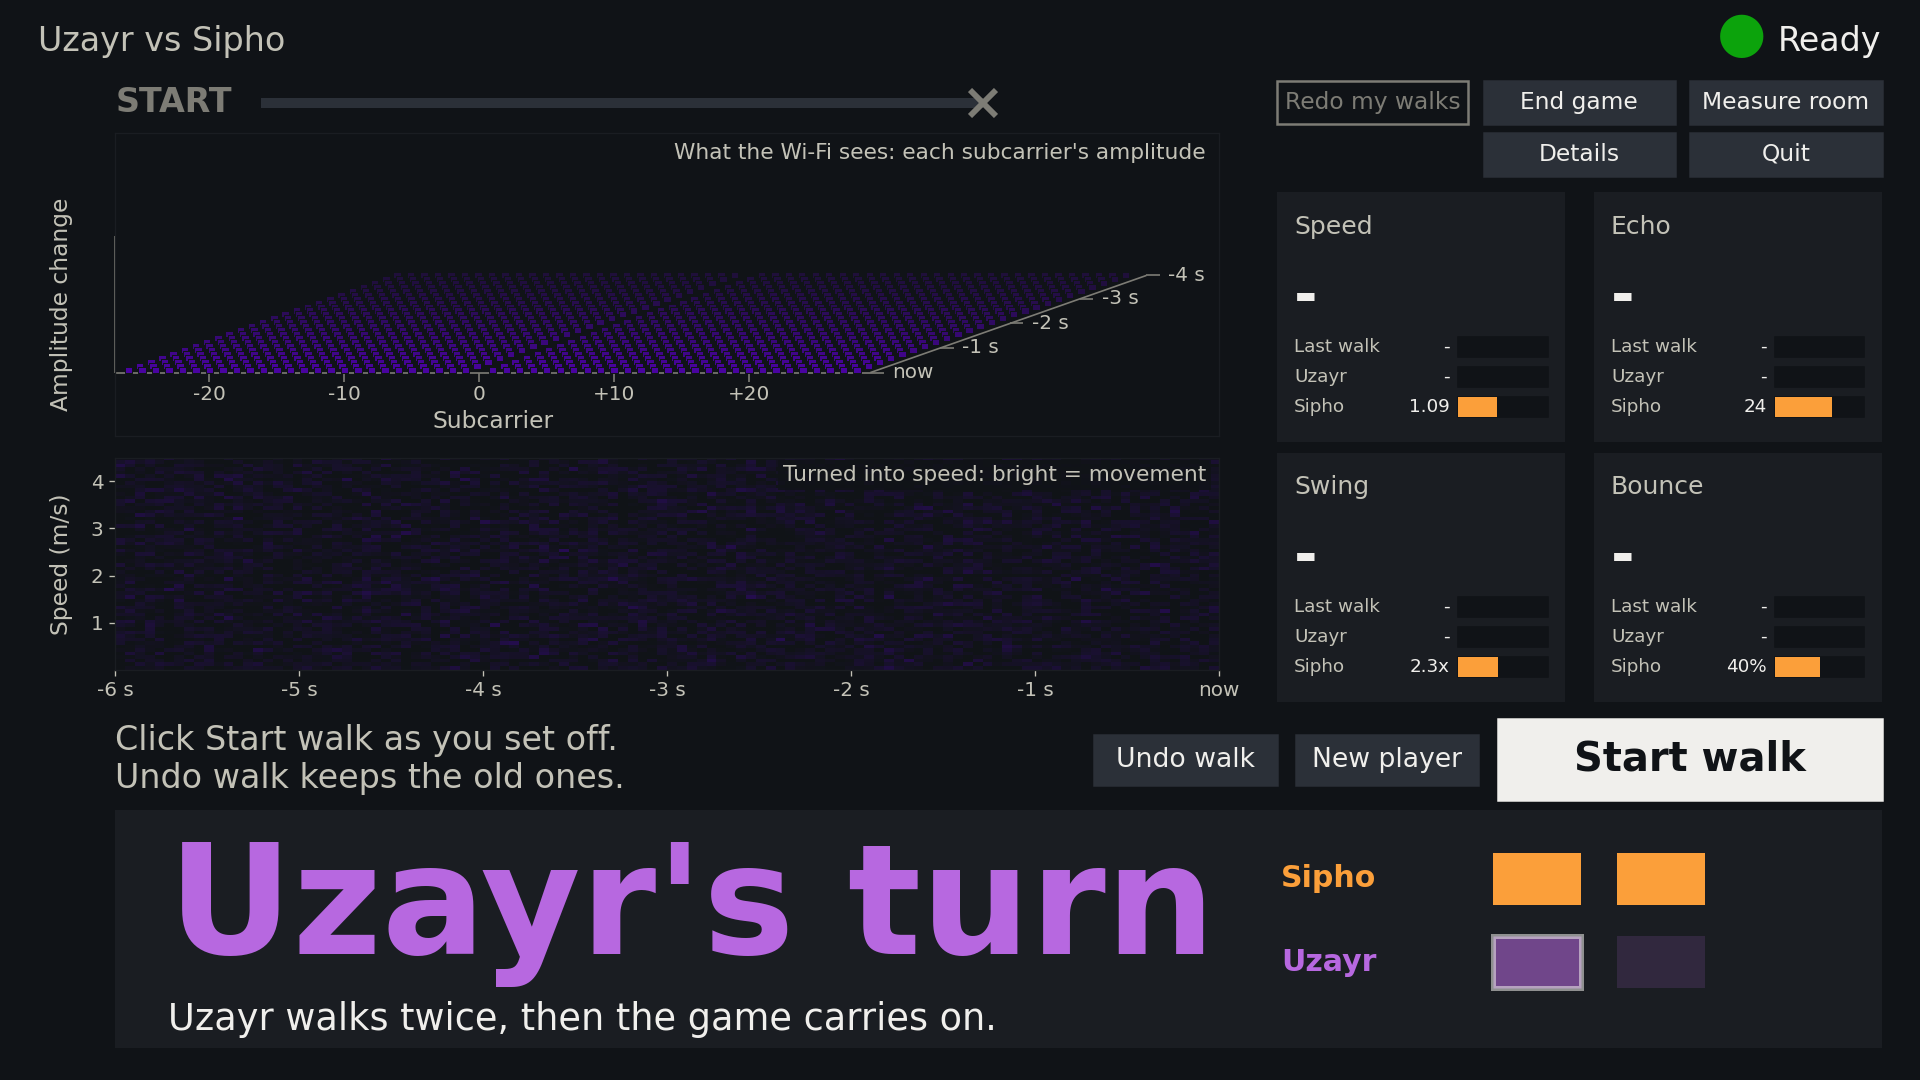 Uzayr vs Sipho
Ready
START
Redo my walks
End game
Measure room
Details
Quit
What the Wi-Fi sees: each subcarrier's amplitude
Amplitude change
-4 s
-3 s
-2 s
-1 s
now
-20
-10
0
+10
+20
Subcarrier
Turned into speed: bright = movement
Speed (m/s)
4
3
2
1
-6 s
-5 s
-4 s
-3 s
-2 s
-1 s
now
Speed
-
Last walk -
Uzayr -
Sipho 1.09
Echo
-
Last walk -
Uzayr -
Sipho 24
Swing
-
Last walk -
Uzayr -
Sipho 2.3x
Bounce
-
Last walk -
Uzayr -
Sipho 40%
Click Start walk as you set off.
Undo walk keeps the old ones.
Undo walk
New player
Start walk
Uzayr's turn
Uzayr walks twice, then the game carries on.
Sipho
Uzayr